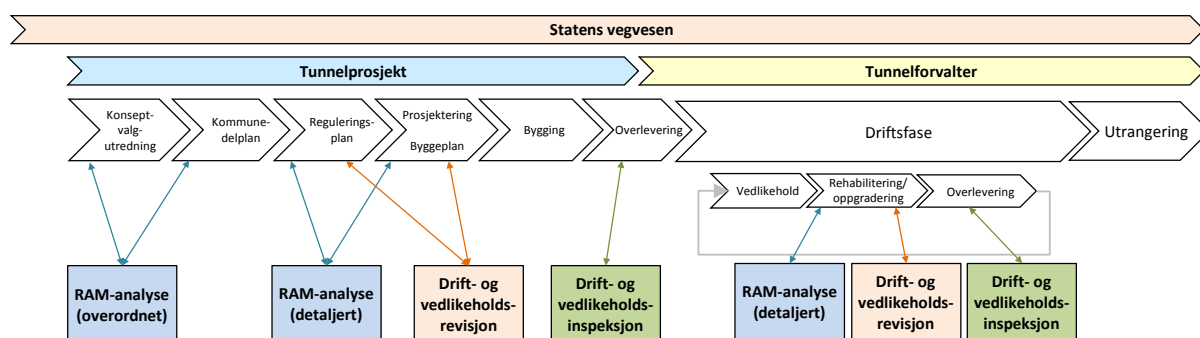 Statens vegvesen
Tunnelprosjekt
Tunnelforvalter
Konsept-
valg-
utredning
Kommune-
delplan
Regulerings-
plan
Prosjektering
Byggeplan
Bygging
Overlevering
Driftsfase
Utrangering
Vedlikehold
Rehabilitering/
oppgradering
Overlevering
RAM-analyse
(overordnet)
RAM-analyse
(detaljert)
Drift- og
vedlikeholds-
revisjon
Drift- og
vedlikeholds-
inspeksjon
RAM-analyse
(detaljert)
Drift- og
vedlikeholds-
revisjon
Drift- og
vedlikeholds-
inspeksjon